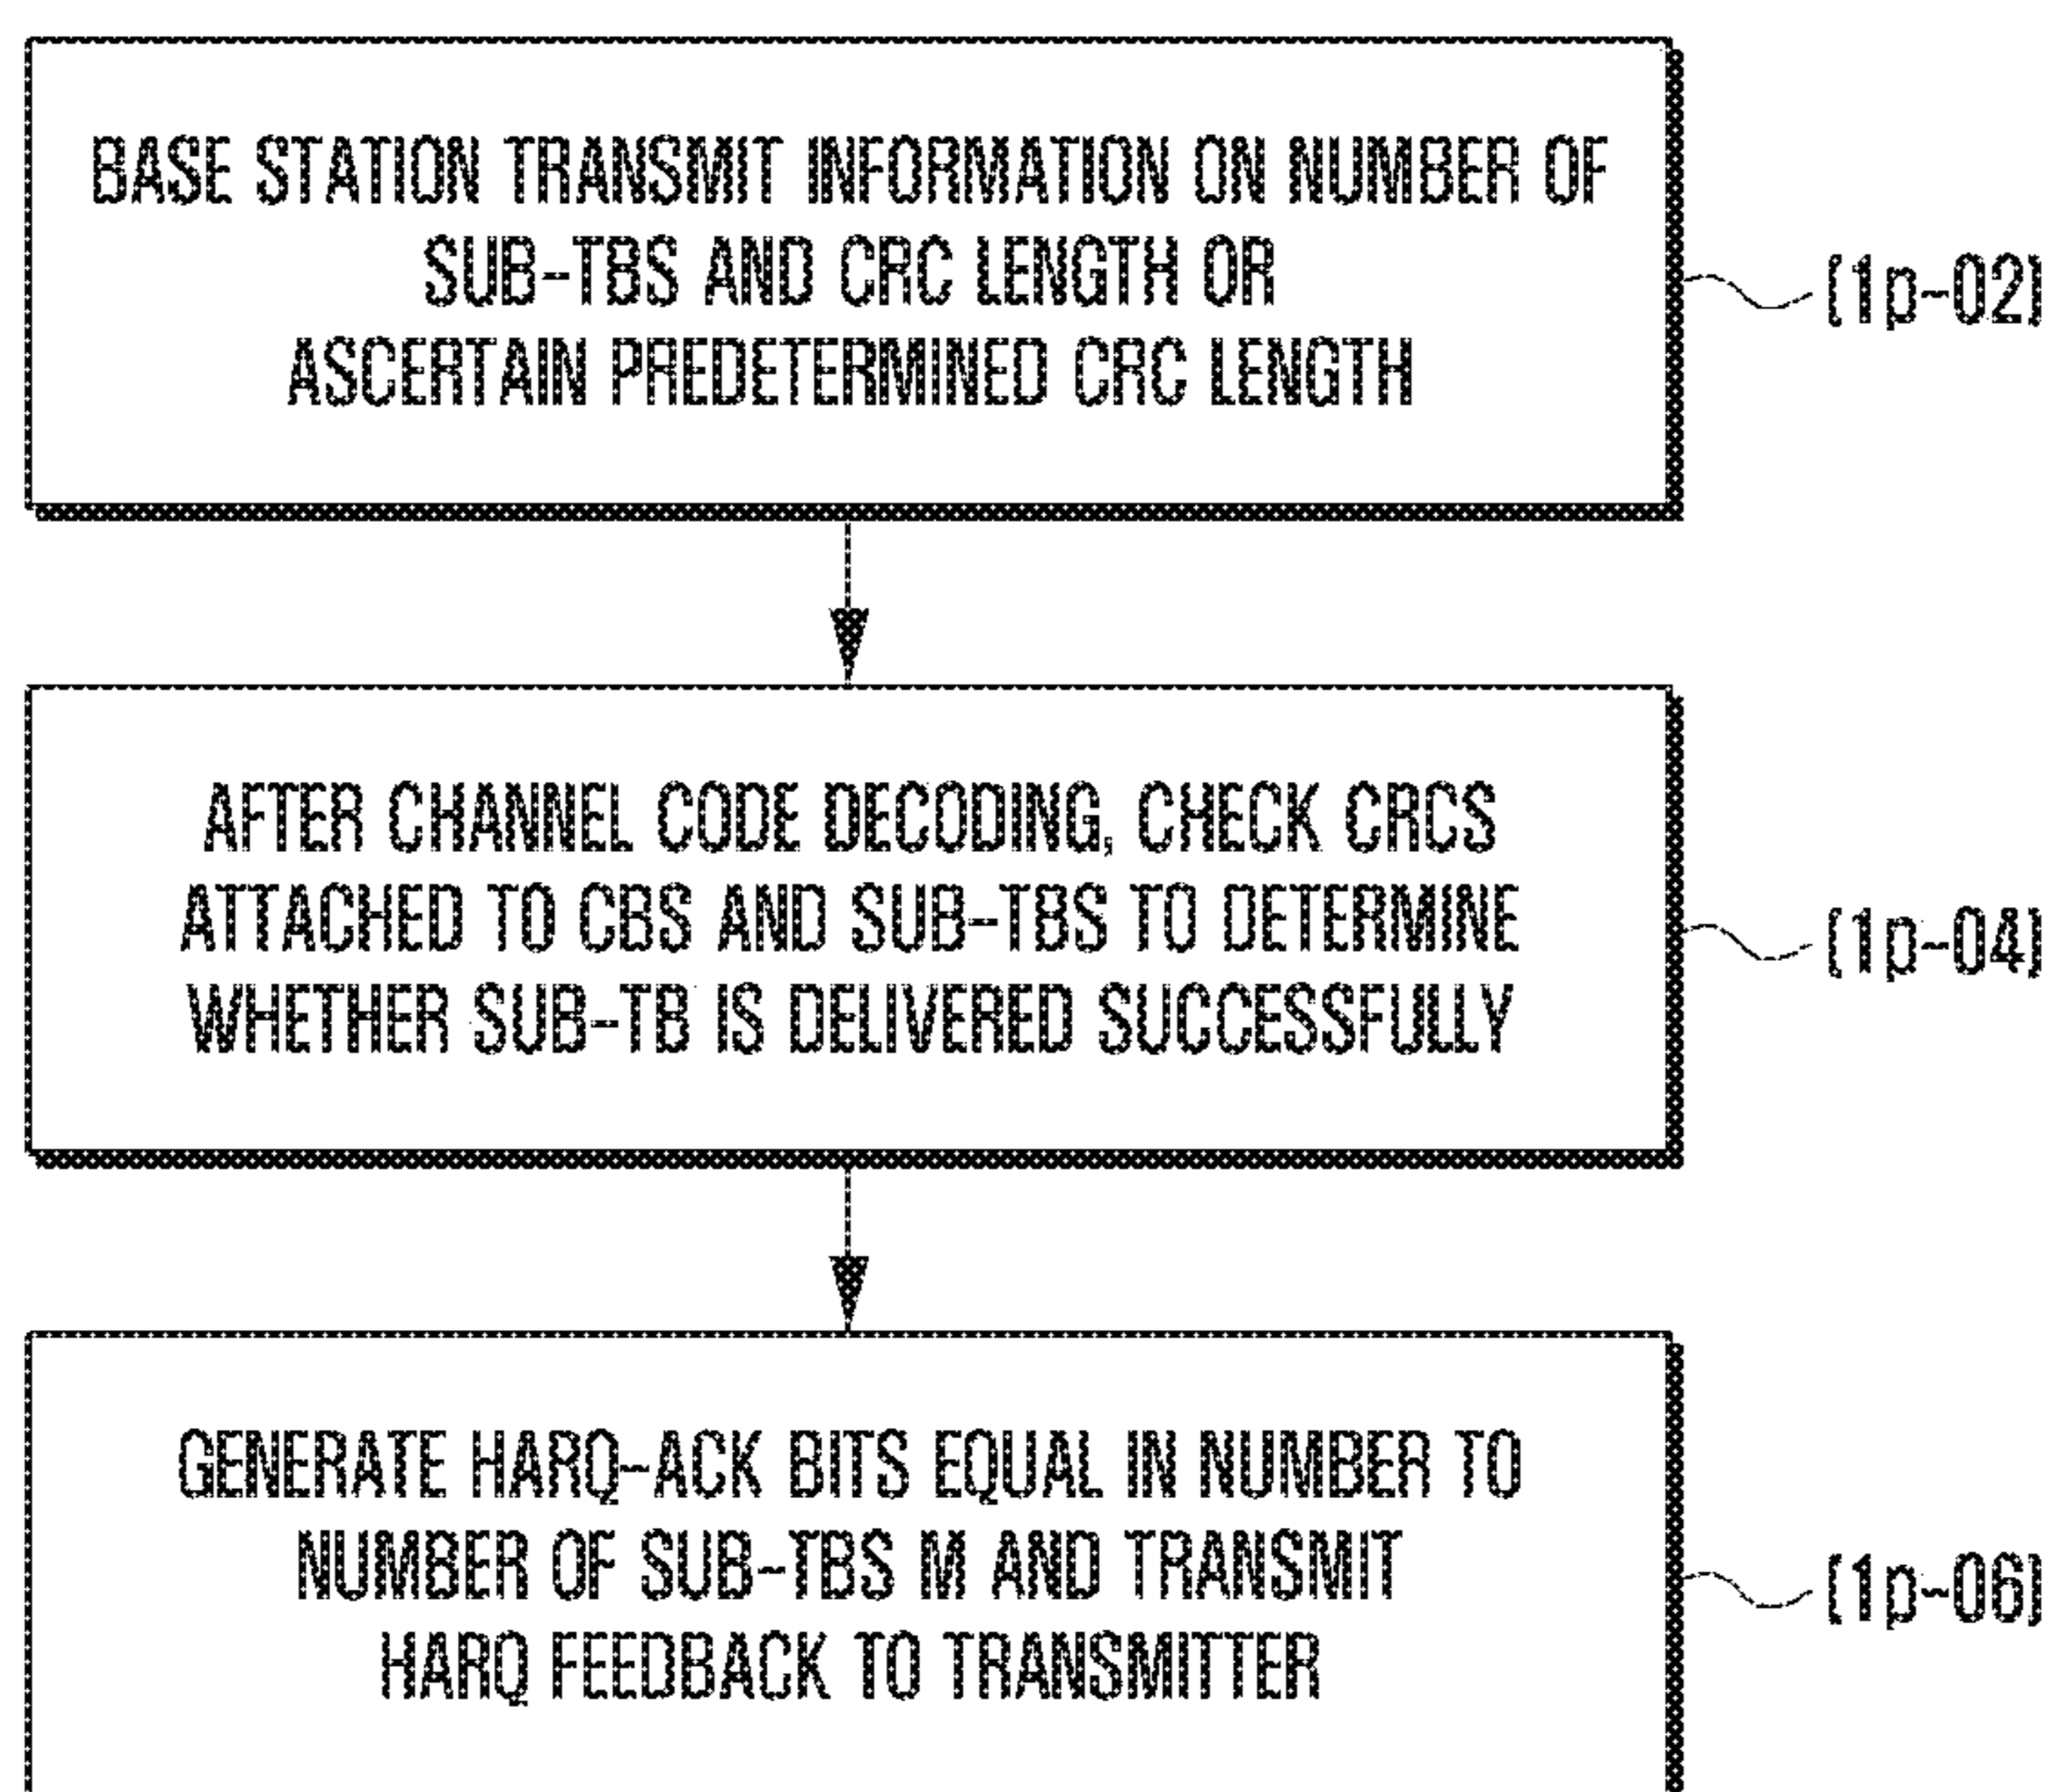 BASE STATION TRANSMIT INFORMATION ON NUMBER OF
SUB-TBS AND CRC LENGTH OR
ASCERTAIN PREDETERMINED CRC LENGTH
(1p-02)
AFTER CHANNEL CODE DECODING, CHECK CRCS
ATTACHED TO CBS AND SUB-TBS TO DETERMINE
WHETHER SUB-TB IS DELIVERED SUCCESSFULLY
(1p-04)
GENERATE HARQ-ACK BITS EQUAL IN NUMBER TO
NUMBER OF SUB-TBS M AND TRANSMIT
HARQ FEEDBACK TO TRANSMITTER
(1p-06)